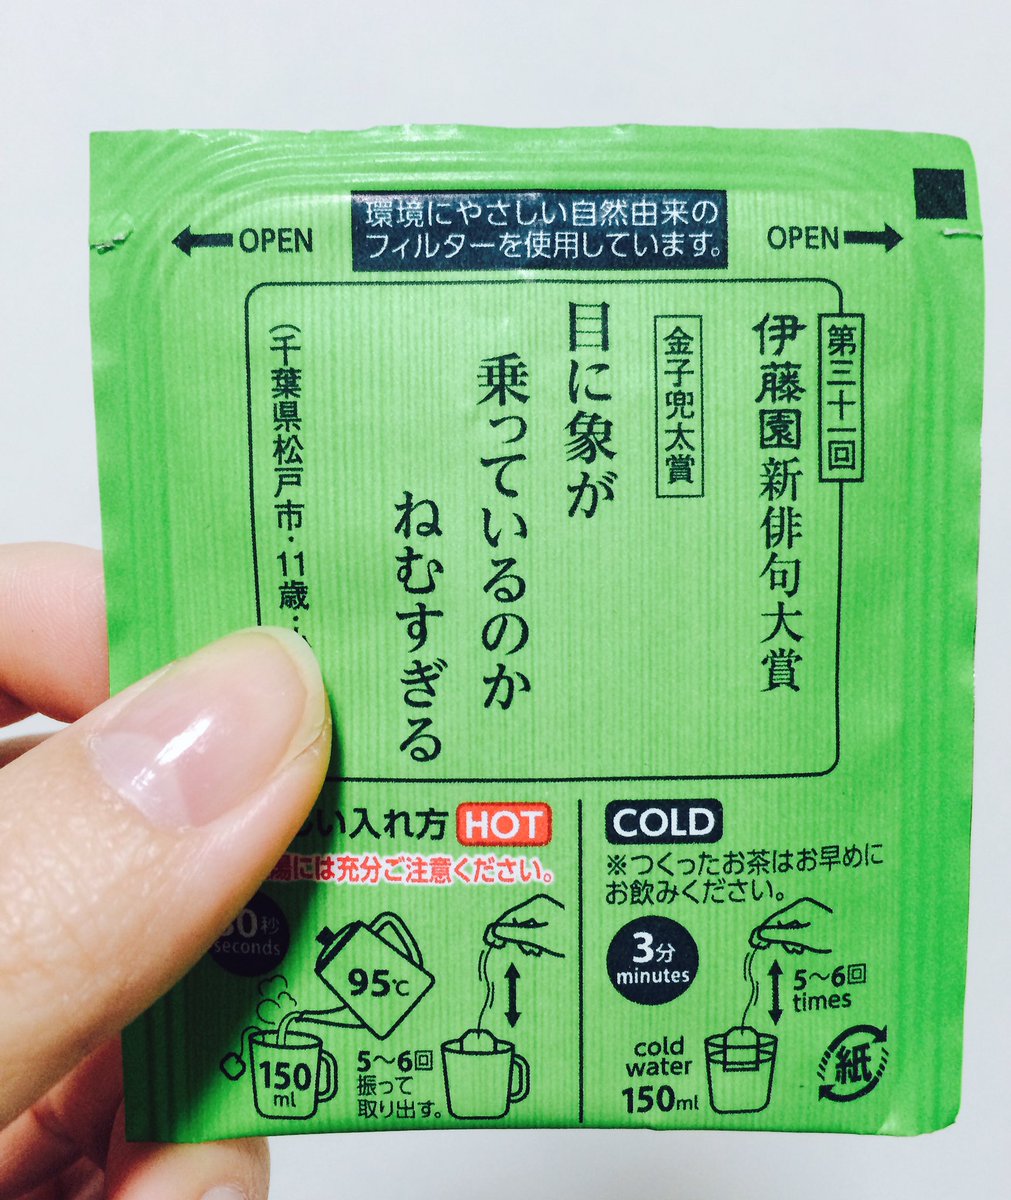 環境にやさしい自然由来の
フィルターを使用しています。
OPEN
OPEN
第三十一回
伊藤園新俳句大賞
金子兜太賞
目に象が
乗っているのか
ねむすぎる
(千葉県松戸市・11歳
い入れ方 HOT
湯には充分ご注意ください。
0秒
seconds
95℃
150
ml
5〜6回
振って
取り出す。
COLD
※つくったお茶はお早めに
お飲みください。
3分
minutes
5〜6回
times
cold
water
150ml
紙